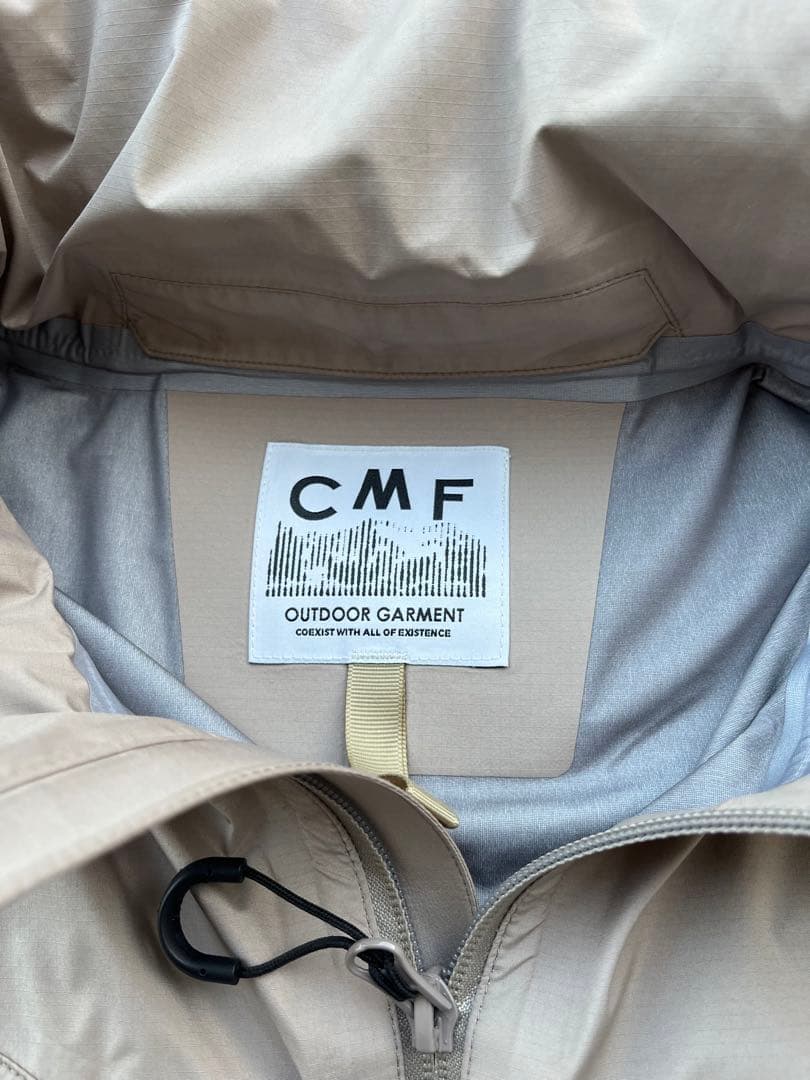 CMF
OUTDOOR GARMENT
COEXIST WITH ALL OF EXISTENCE